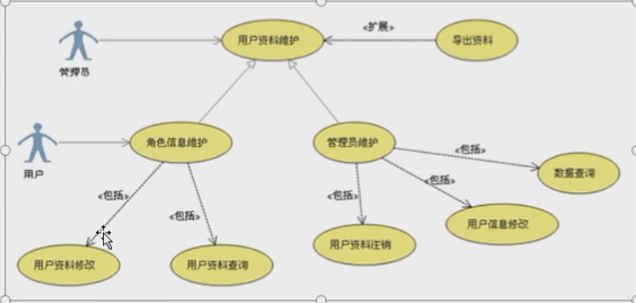 用户资料维护
«扩展»
导出资料
管理员
用户
角色信息维护
管理员维护
«包括»
数据查询
«包括»
«包括»
«包括»
«包括»
用户信息修改
用户资料注销
用户资料修改
用户资料查询